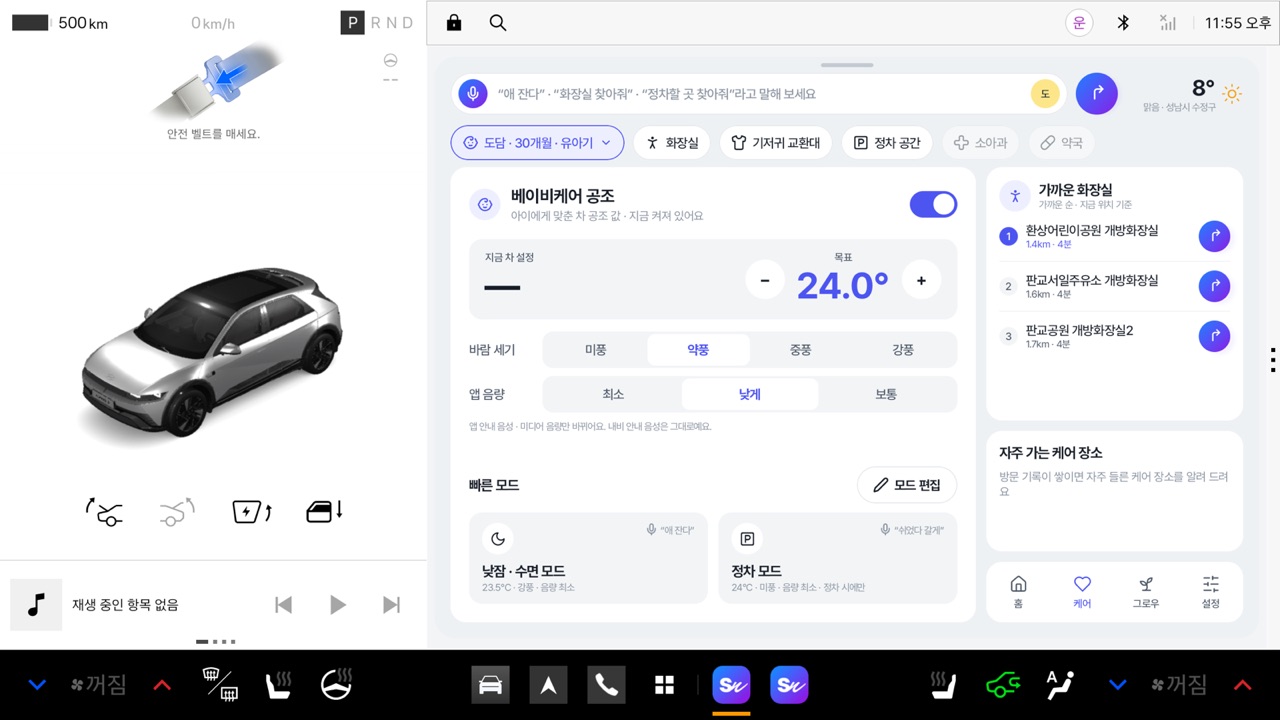 500 km
0 km/h
P R N D
안전 벨트를 매세요.
--
재생 중인 항목 없음
운
11:55 오후
“애 잔다” · “화장실 찾아줘” · “정차할 곳 찾아줘”라고 말해 보세요
도
8°
맑음 · 성남시 수정구
도담 · 30개월 · 유아기
화장실
기저귀 교환대
P 정차 공간
소아과
약국
베이비케어 공조
아이에게 맞춘 차 공조 값 · 지금 켜져 있어요
지금 차 설정
—
목표
− 24.0° +
바람 세기
미풍 약풍 중풍 강풍
앱 음량
최소 낮게 보통
앱 안내 음성 · 미디어 음량만 바뀌어요. 내비 안내 음성은 그대로예요.
빠른 모드
모드 편집
“애 잔다”
낮잠 · 수면 모드
23.5°C · 강풍 · 음량 최소
P
“쉬었다 갈게”
정차 모드
24°C · 미풍 · 음량 최소 · 정차 시에만
가까운 화장실
가까운 순 · 지금 위치 기준
1 환상어린이공원 개방화장실
1.4km · 4분
2 판교서일주유소 개방화장실
1.6km · 4분
3 판교공원 개방화장실2
1.7km · 4분
자주 가는 케어 장소
방문 기록이 쌓이면 자주 들른 케어 장소를 알려 드려
요
홈 케어 그로우 설정
꺼짐
Sw
Sw
A
꺼짐